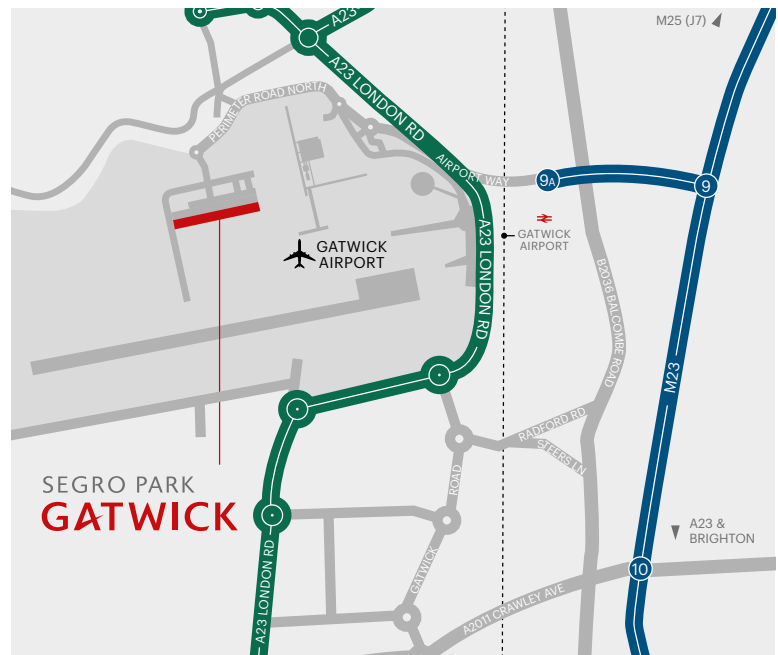 M25 (J7)
A23
A23 LONDON RD
PERIMETER ROAD NORTH
AIRPORT WAY
9A
9
GATWICK
AIRPORT
GATWICK
AIRPORT
A23 LONDON RD
B2036 BALCOMBE ROAD
M23
RADFORD RD
STEERS LN
SEGRO PARK
GATWICK
GATWICK ROAD
A23 &
BRIGHTON
10
A23 LONDON RD
A2011 CRAWLEY AVE